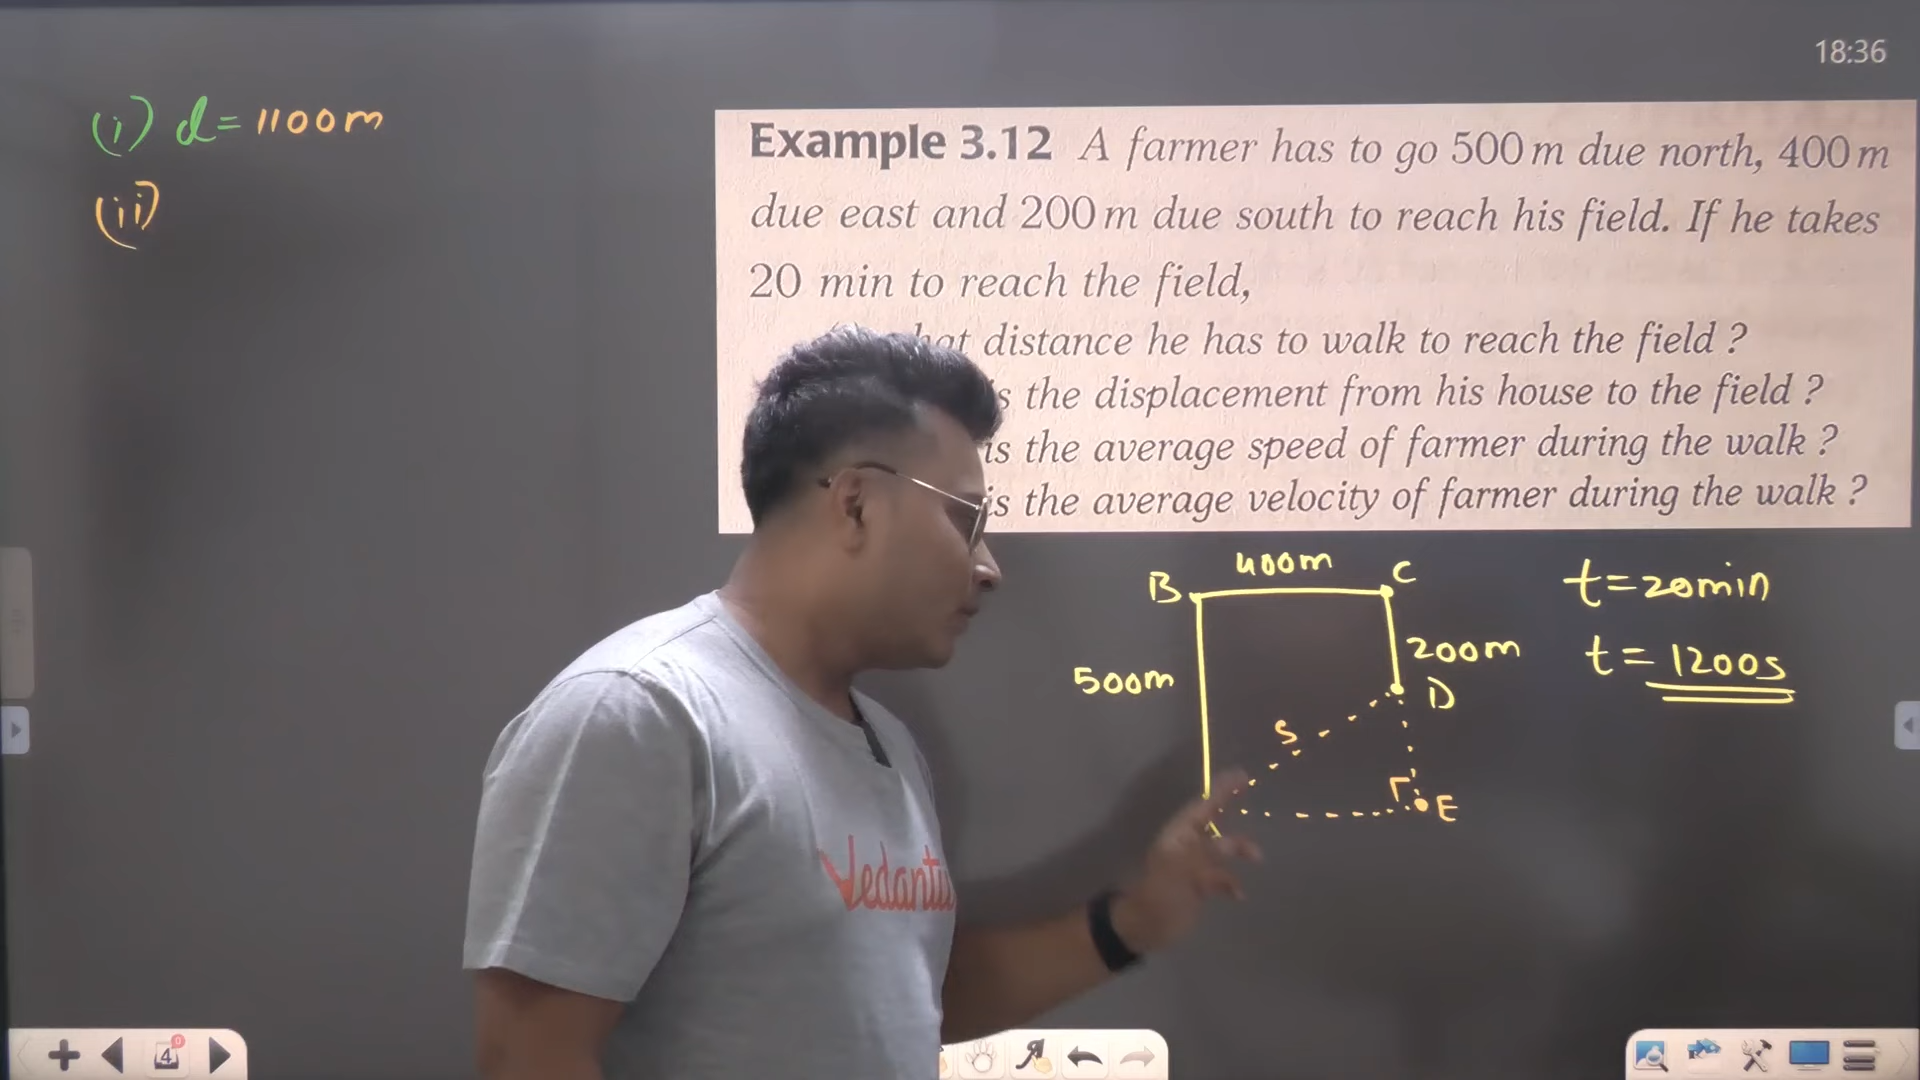 18:36
(i) d = 1100m
(ii)
Example 3.12 A farmer has to go 500 m due north, 400 m
due east and 200 m due south to reach his field. If he takes
20 min to reach the field,
distance he has to walk to reach the field ?
the displacement from his house to the field ?
is the average speed of farmer during the walk ?
is the average velocity of farmer during the walk ?
B 400m C
500m
200m
D
S
E
t = 20min
t = 1200s
Vedantu
4